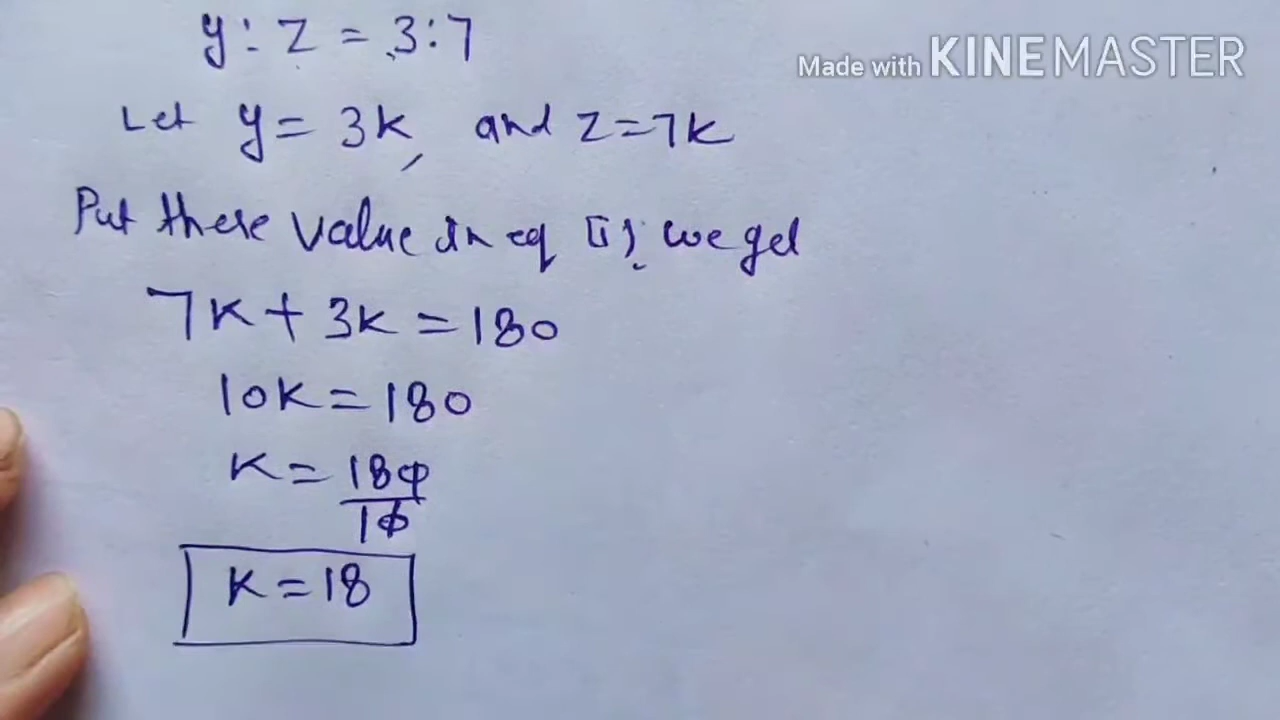 y : z = 3 : 7
Made with KINEMASTER
Let y = 3k, and z = 7k
Put these value in eq (i), we get
7k + 3k = 180
10k = 180
k = 180/10
k = 18